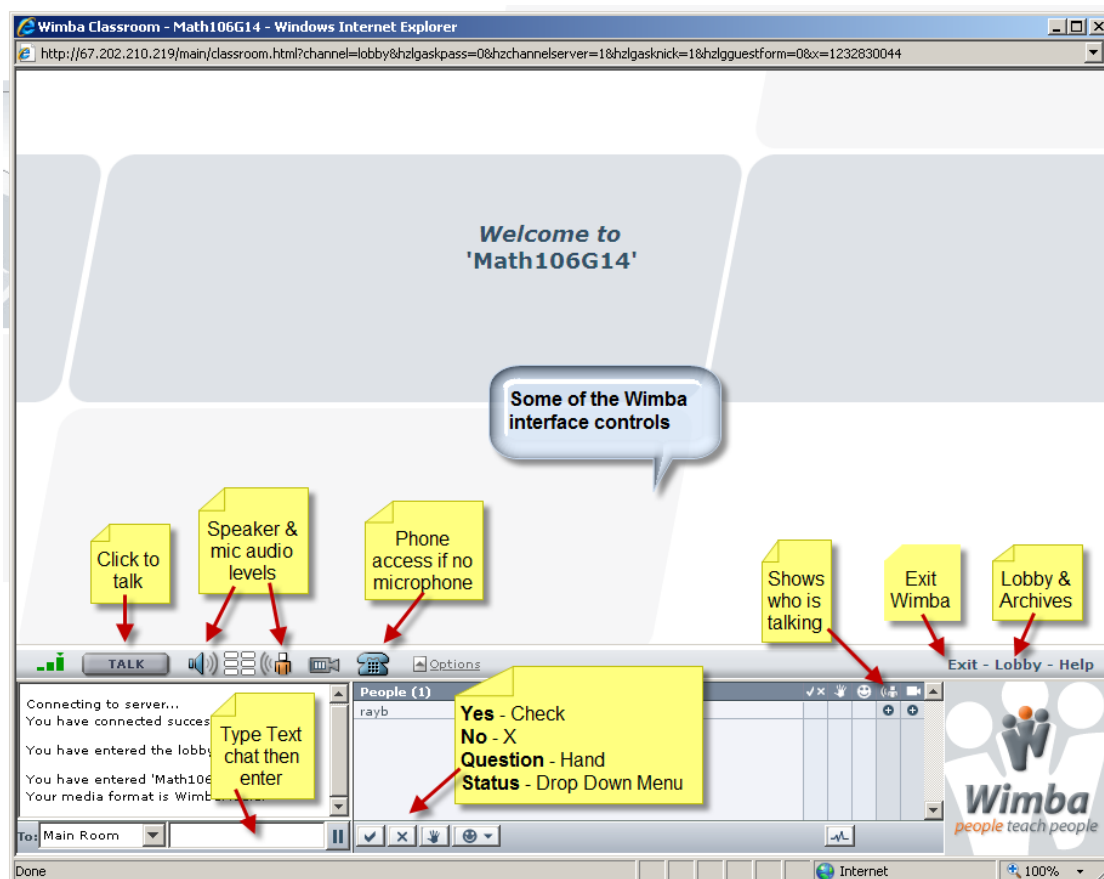 Wimba Classroom - Math106G14 - Windows Internet Explorer
http://67.202.210.219/main/classroom.html?channel=lobby&hzlgaskpass=0&hzchannelserver=1&hzlgasknick=1&hzlgguestform=0&x=1232830044
Welcome to
'Math106G14'
Some of the Wimba
interface controls
Click to
talk
Speaker &
mic audio
levels
Phone
access if no
microphone
Shows
who is
talking
Exit
Wimba
Lobby &
Archives
TALK
Options
Exit - Lobby - Help
Connecting to server...
You have connected
You have entered the lobby
You have entered 'Math106
Your media format is
Type Text
chat then
enter
To: Main Room
People (1)
rayb
Yes - Check
No - X
Question - Hand
Status - Drop Down Menu
Wimba
people teach people
Done
Internet
100%